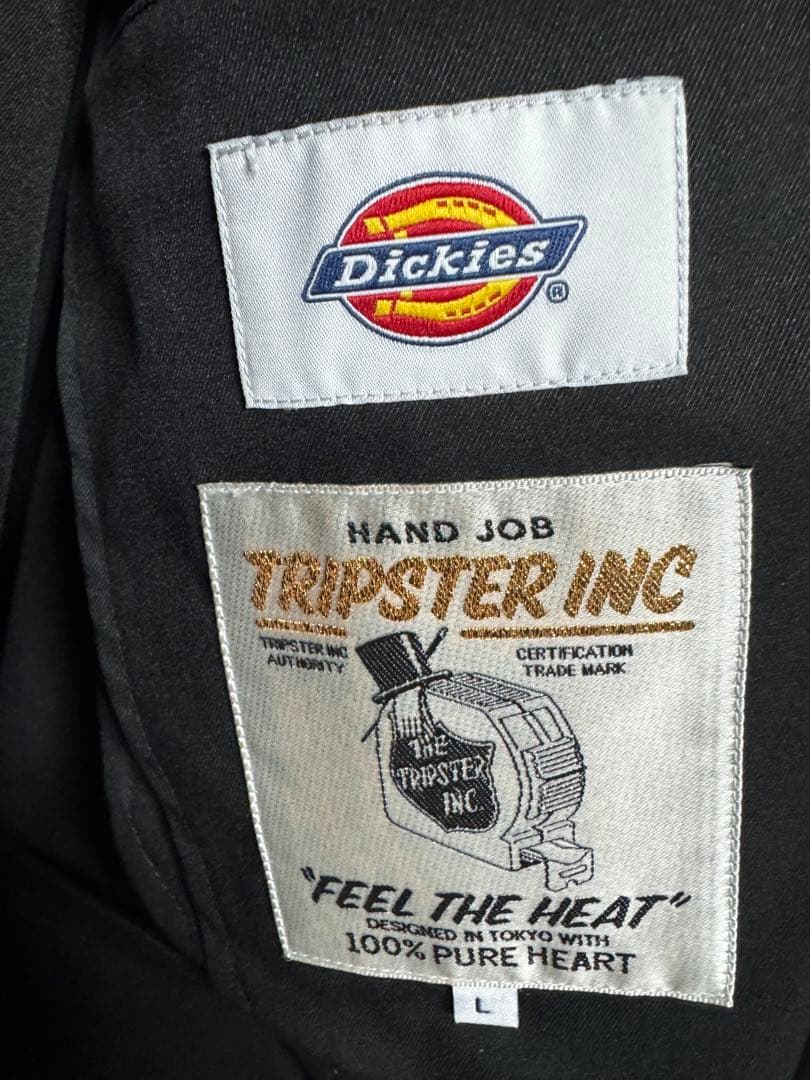 Dickies
®
HAND JOB
TRIPSTER INC
TRIPSTER INC
AUTHORITY
CERTIFICATION
TRADE MARK
THE
TRIPSTER
INC.
"FEEL THE HEAT"
DESIGNED IN TOKYO WITH
100% PURE HEART
L